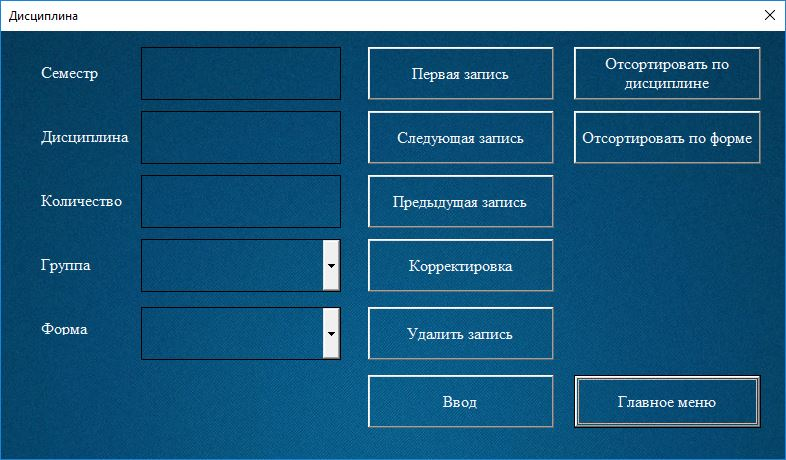 Дисциплина
Семестр
Первая запись
Отсортировать по
дисциплине
Дисциплина
Следующая запись
Отсортировать по форме
Количество
Предыдущая запись
Группа
Корректировка
Форма
Удалить запись
Ввод
Главное меню